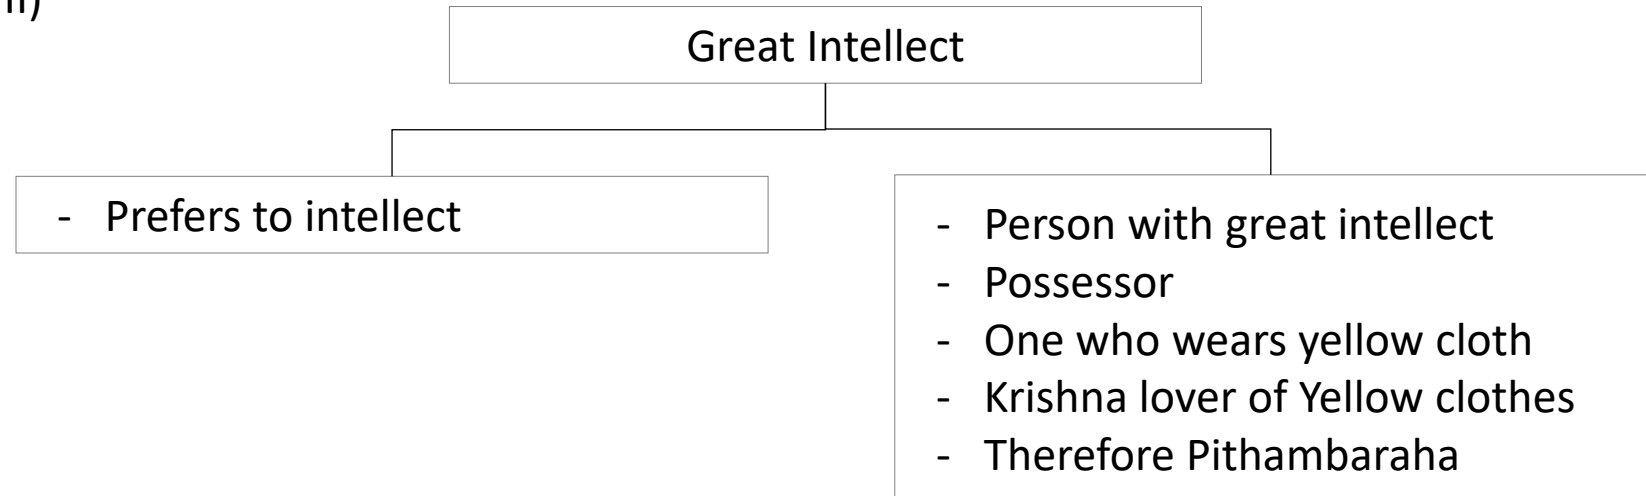 ii)
Great Intellect
- Prefers to intellect
- Person with great intellect
- Possessor
- One who wears yellow cloth
- Krishna lover of Yellow clothes
- Therefore Pithambaraha